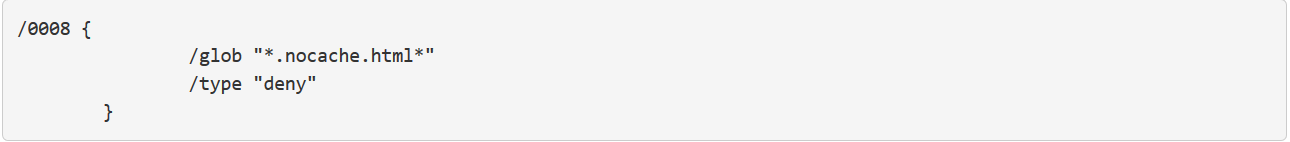 /0008 {
/glob "*.nocache.html*"
/type "deny"
}